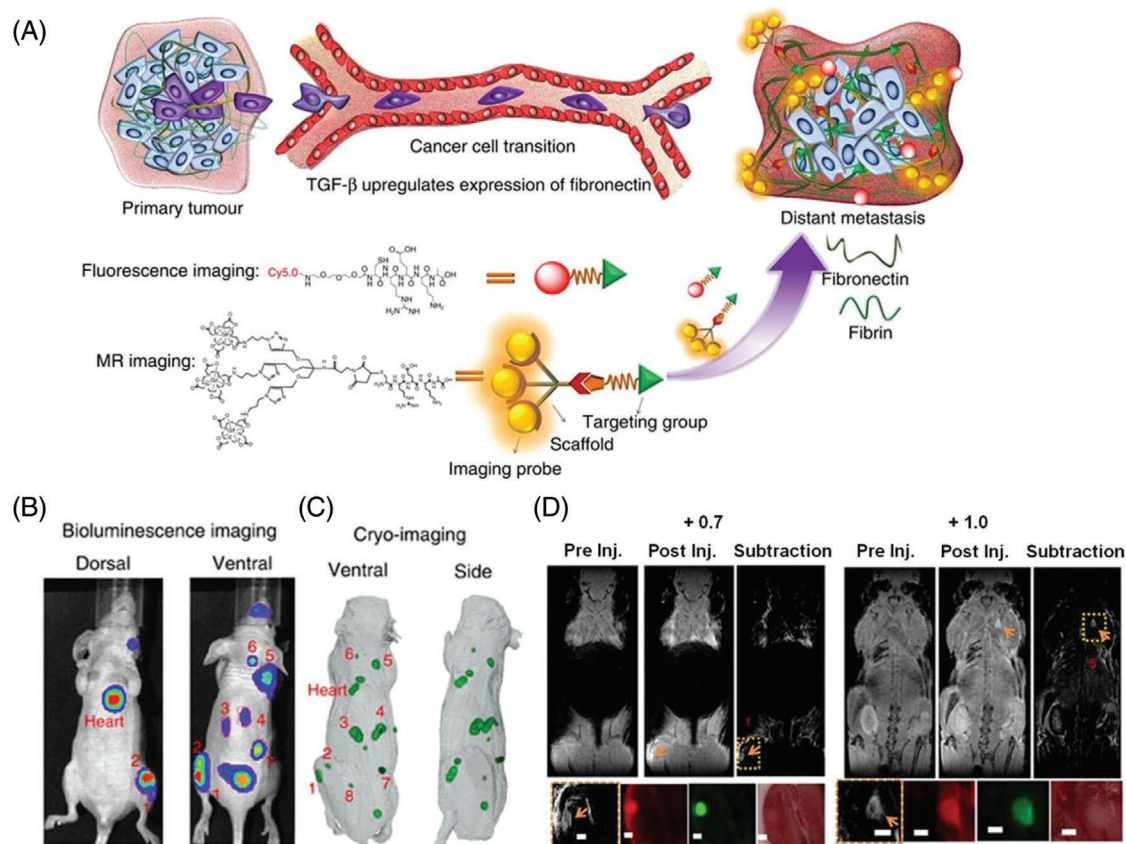 (A)
Primary tumour
Cancer cell transition
TGF-β upregulates expression of fibronectin
Distant metastasis
Fibronectin
Fibrin
Fluorescence imaging:
Cy5.0
=
MR imaging:
=
Targeting group
Scaffold
Imaging probe
(B)
Bioluminescence imaging
Dorsal
Ventral
Heart
2
1
6
5
3
4
2
7
1
(C)
Cryo-imaging
Ventral
Side
6
5
Heart
3
4
2
1
8
7
(D)
+ 0.7
+ 1.0
Pre Inj.
Post Inj.
Subtraction
Pre Inj.
Post Inj.
Subtraction
1
5